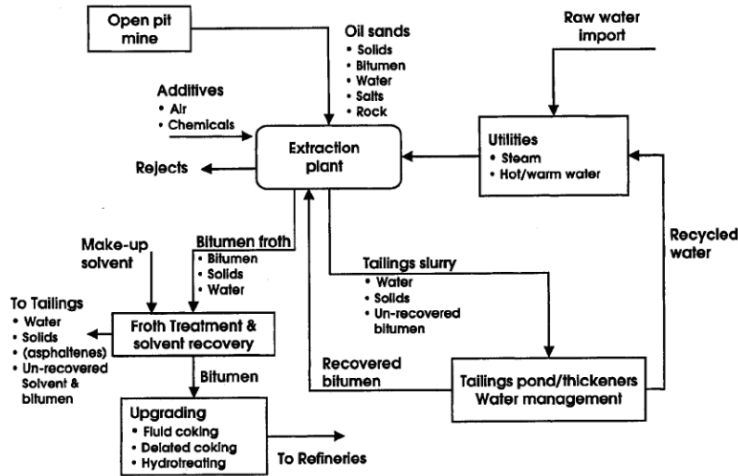 Open pit
mine
Oil sands
• Solids
• Bitumen
• Water
• Salts
• Rock
Raw water
import
Additives
• Air
• Chemicals
Extraction
plant
Utilities
• Steam
• Hot/warm water
Rejects
Recycled
water
Make-up
solvent
Bitumen froth
• Bitumen
• Solids
• Water
Tailings slurry
• Water
• Solids
• Un-recovered
bitumen
To Tailings
• Water
• Solids
• (asphaltenes)
• Un-recovered
Solvent &
bitumen
Froth Treatment &
solvent recovery
Recovered
bitumen
Tailings pond/thickeners
Water management
Bitumen
Upgrading
• Fluid coking
• Delated coking
• Hydrotreating
To Refineries